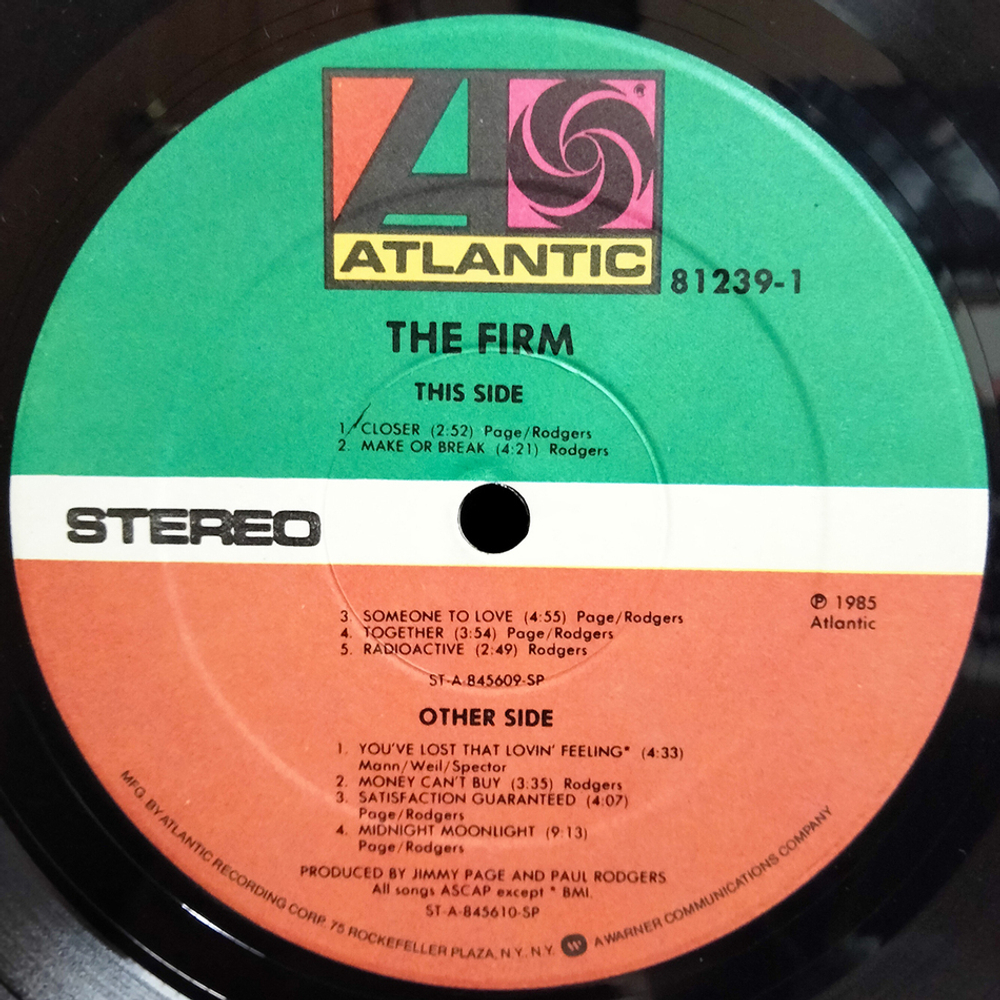 ATLANTIC
81239-1
THE FIRM
THIS SIDE
1. CLOSER (2:52) Page/Rodgers
2. MAKE OR BREAK (4:21) Rodgers
STEREO
3. SOMEONE TO LOVE (4:55) Page/Rodgers
4. TOGETHER (3:54) Page/Rodgers
5. RADIOACTIVE (2:49) Rodgers
℗ 1985
Atlantic
ST-A-845609-SP
OTHER SIDE
1. YOU'VE LOST THAT LOVIN' FEELING* (4:33)
Mann/Weil/Spector
2. MONEY CAN'T BUY (3:35) Rodgers
3. SATISFACTION GUARANTEED (4:07)
Page/Rodgers
4. MIDNIGHT MOONLIGHT (9:13)
Page/Rodgers
PRODUCED BY JIMMY PAGE AND PAUL RODGERS
All songs ASCAP except * BMI.
ST-A-845610-SP
MFG. BY ATLANTIC RECORDING CORP. 75 ROCKEFELLER PLAZA, N.Y. N.Y. W A WARNER COMMUNICATIONS COMPANY